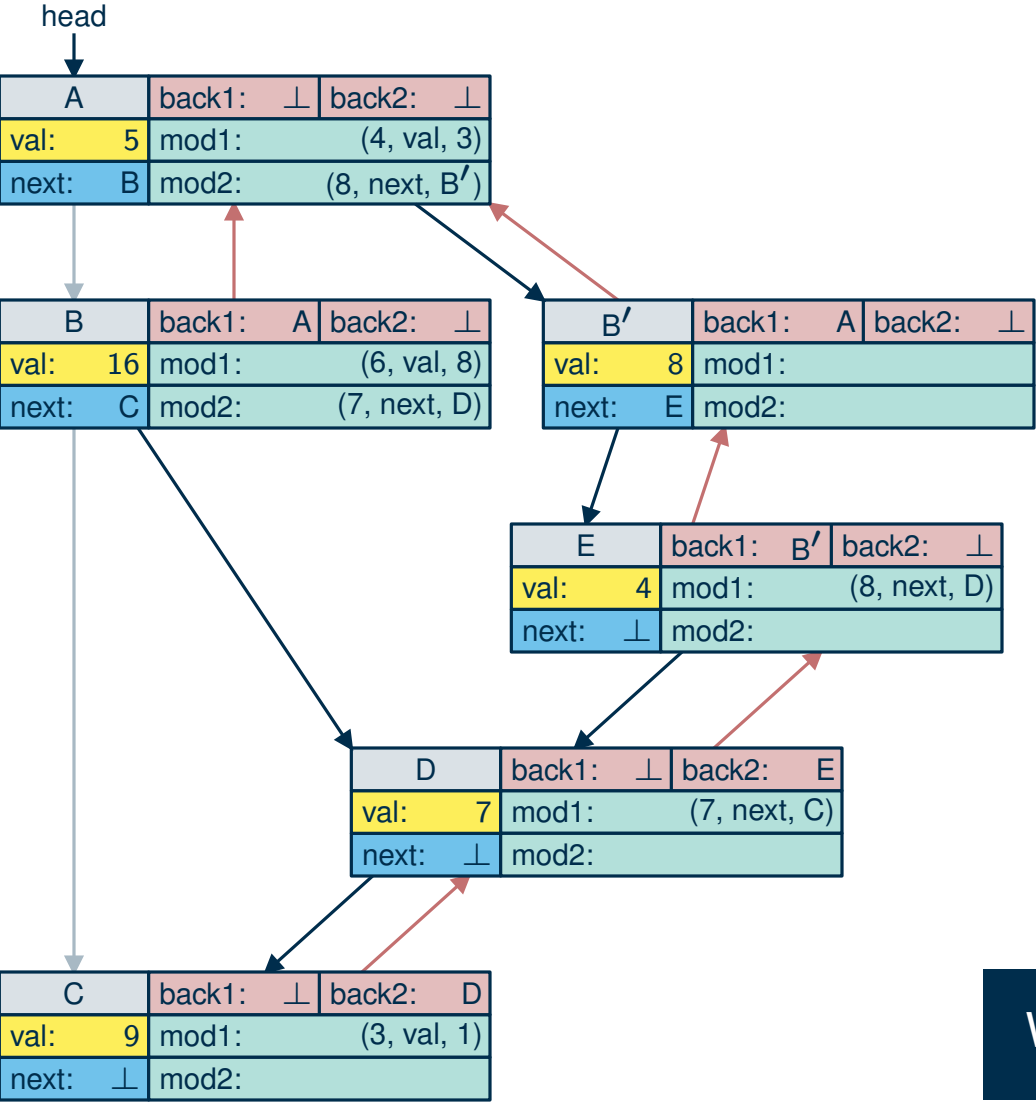 head
A back1: ⊥ back2: ⊥
val: 5 mod1: (4, val, 3)
next: B mod2: (8, next, B′)
B back1: A back2: ⊥
val: 16 mod1: (6, val, 8)
next: C mod2: (7, next, D)
B′ back1: A back2: ⊥
val: 8 mod1:
next: E mod2:
E back1: B′ back2: ⊥
val: 4 mod1: (8, next, D)
next: ⊥ mod2:
D back1: ⊥ back2: E
val: 7 mod1: (7, next, C)
next: ⊥ mod2:
C back1: ⊥ back2: D
val: 9 mod1: (3, val, 1)
next: ⊥ mod2: